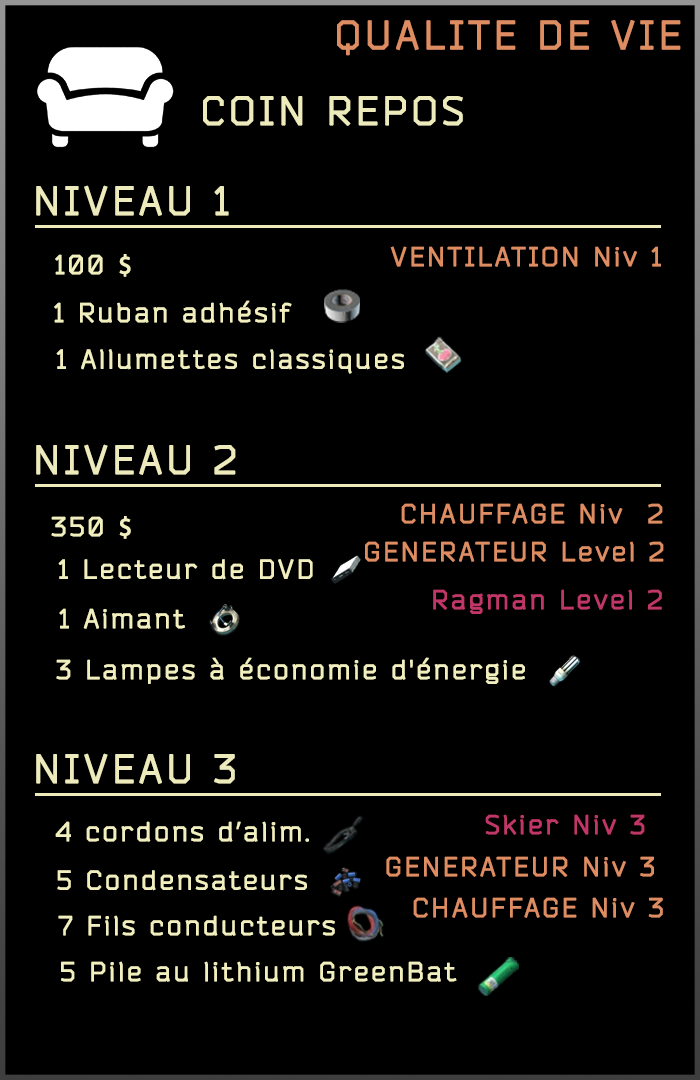 QUALITE DE VIE
COIN REPOS
NIVEAU 1
100 $
VENTILATION Niv 1
1 Ruban adhésif
1 Allumettes classiques
NIVEAU 2
350 $
CHAUFFAGE Niv 2
GENERATEUR Level 2
1 Lecteur de DVD
Ragman Level 2
1 Aimant
3 Lampes à économie d'énergie
NIVEAU 3
4 cordons d’alim.
Skier Niv 3
GENERATEUR Niv 3
5 Condensateurs
CHAUFFAGE Niv 3
7 Fils conducteurs
5 Pile au lithium GreenBat